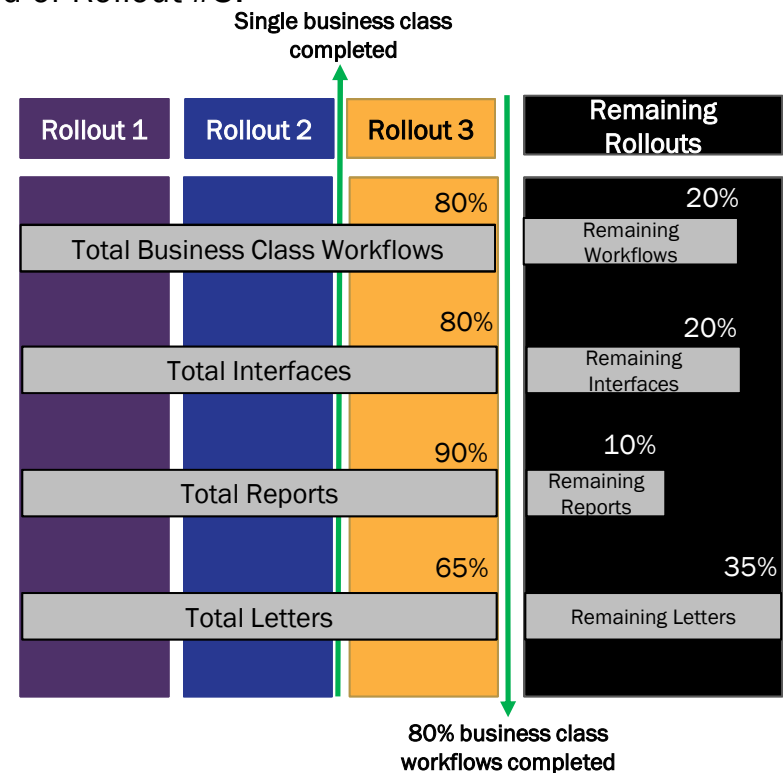 Rollout #3.
Single business class
completed
Rollout 1
Rollout 2
Rollout 3
Remaining
Rollouts
80%
20%
Total Business Class Workflows
Remaining
Workflows
80%
20%
Total Interfaces
Remaining
Interfaces
90%
10%
Total Reports
Remaining
Reports
65%
35%
Total Letters
Remaining Letters
80% business class
workflows completed